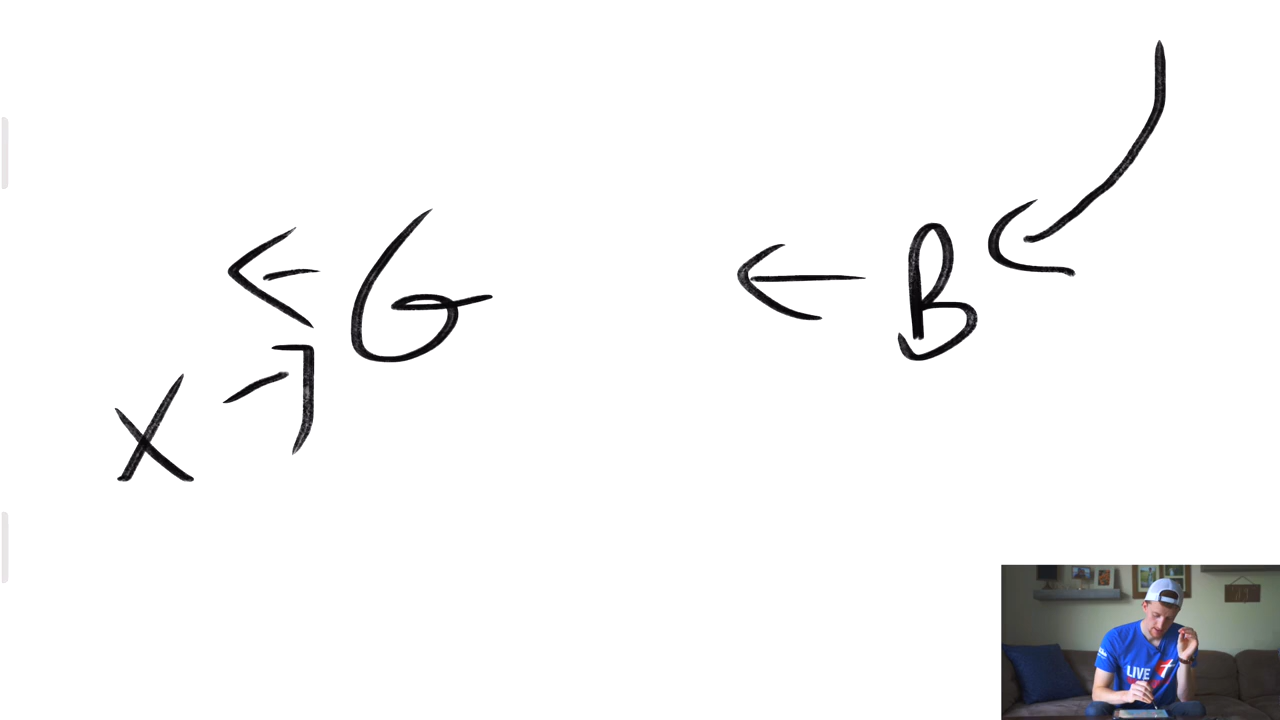 ← G ← B
X →
LIVE